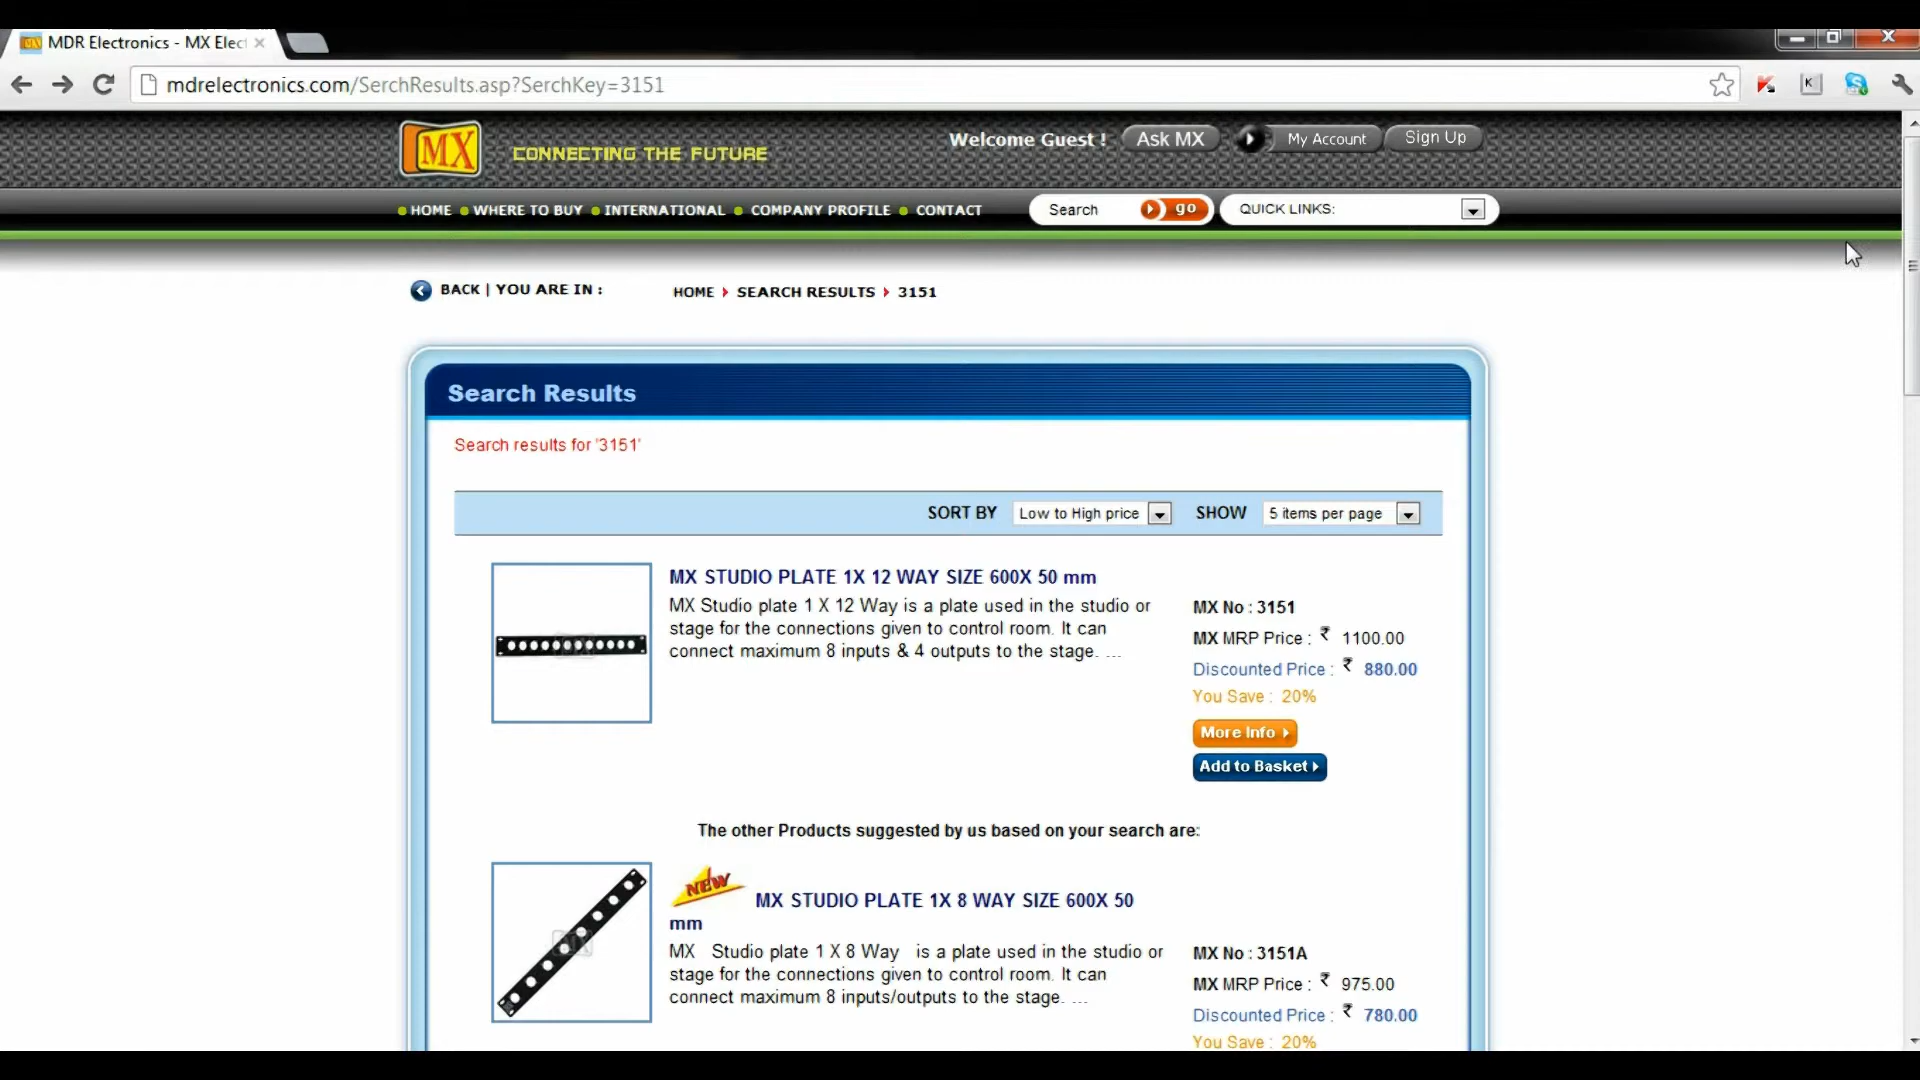 MDR Electronics - MX Elec
mdrelectronics.com/SerchResults.asp?SerchKey=3151
MX CONNECTING THE FUTURE
Welcome Guest ! Ask MX My Account Sign Up
HOME WHERE TO BUY INTERNATIONAL COMPANY PROFILE CONTACT Search go QUICK LINKS:
BACK | YOU ARE IN : HOME SEARCH RESULTS 3151
Search Results
Search results for '3151'
SORT BY Low to High price SHOW 5 items per page
MX STUDIO PLATE 1X 12 WAY SIZE 600X 50 mm
MX Studio plate 1 X 12 Way is a plate used in the studio or
stage for the connections given to control room. It can
connect maximum 8 inputs & 4 outputs to the stage. ...
MX No : 3151
MX MRP Price : ₹ 1100.00
Discounted Price : ₹ 880.00
You Save : 20%
More Info
Add to Basket
The other Products suggested by us based on your search are:
NEW MX STUDIO PLATE 1X 8 WAY SIZE 600X 50
mm
MX Studio plate 1 X 8 Way is a plate used in the studio or
stage for the connections given to control room. It can
connect maximum 8 inputs/outputs to the stage. ...
MX No : 3151A
MX MRP Price : ₹ 975.00
Discounted Price : ₹ 780.00
You Save : 20%